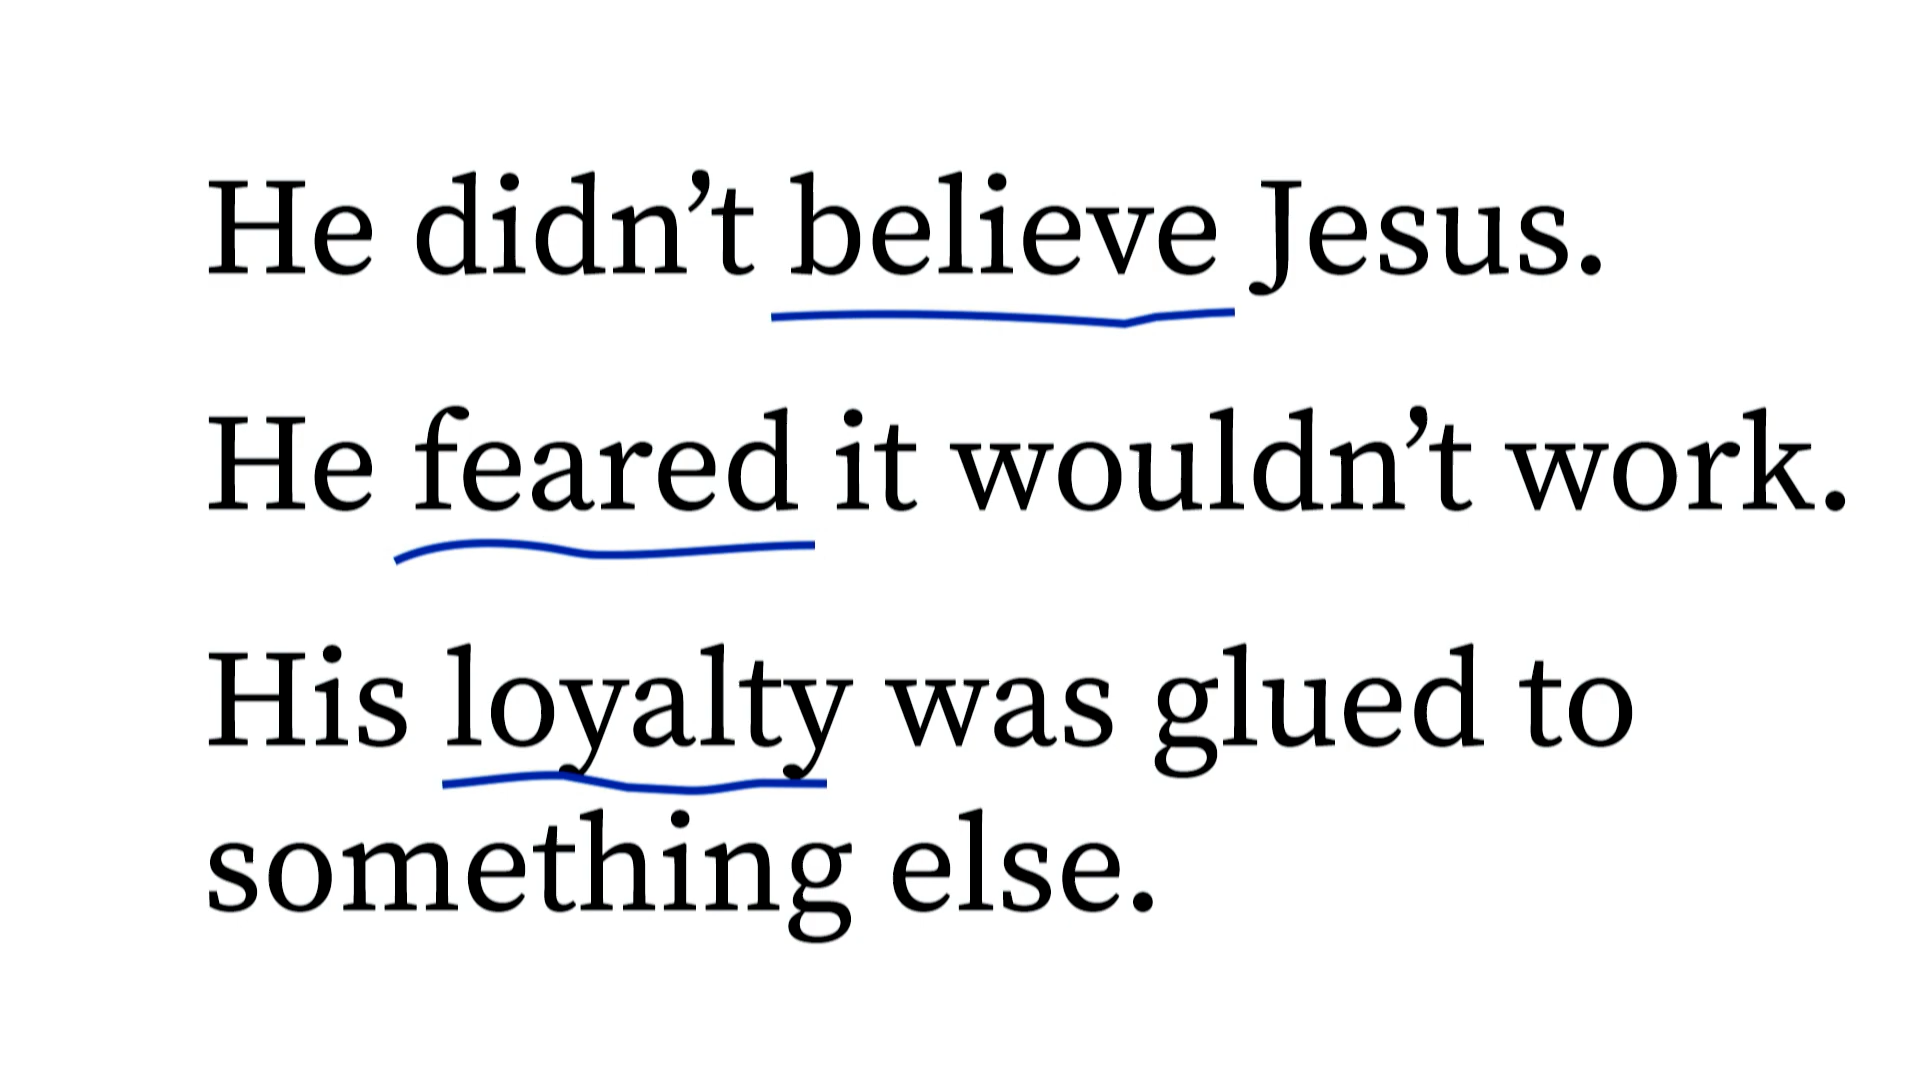 He didn’t believe Jesus.
He feared it wouldn’t work.
His loyalty was glued to
something else.